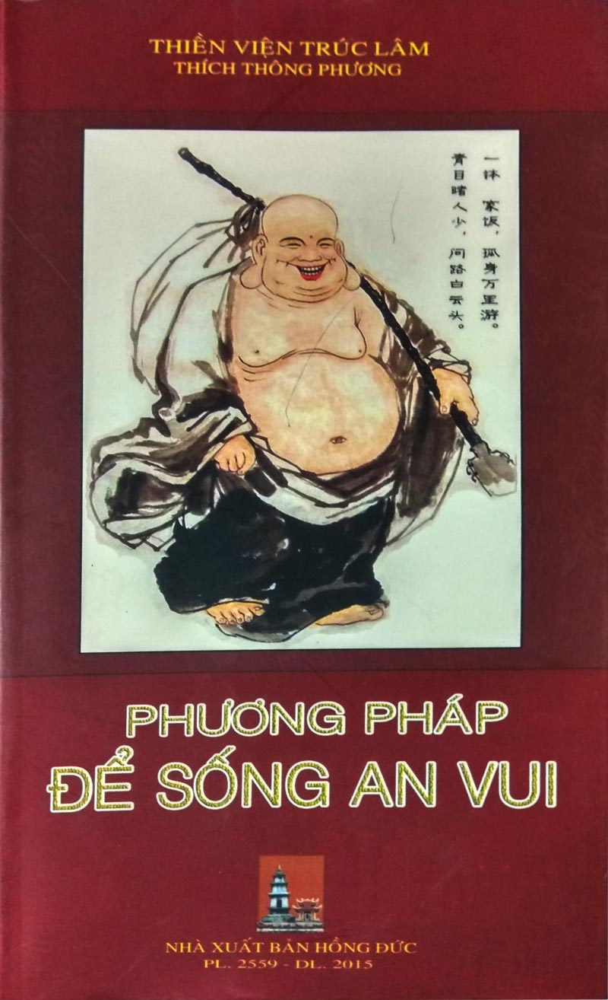 THIỀN VIỆN TRÚC LÂM
THÍCH THÔNG PHƯƠNG
一钵 家饭，孤身万里游。
青目睹人少，问路白云头。
PHƯƠNG PHÁP
ĐỂ SỐNG AN VUI
NHÀ XUẤT BẢN HỒNG ĐỨC
PL. 2559 - DL. 2015